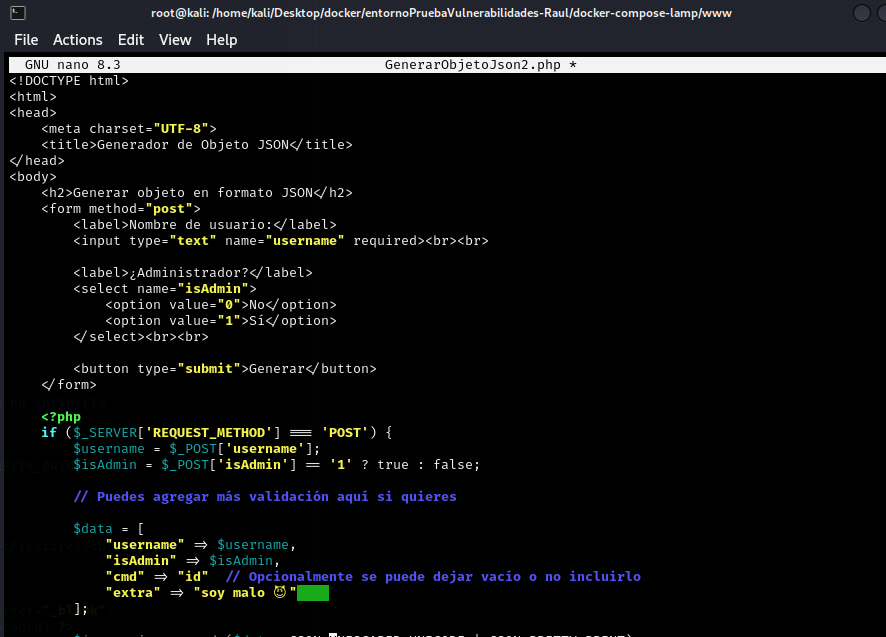 root@kali: /home/kali/Desktop/docker/entornoPruebaVulnerabilidades-Raul/docker-compose-lamp/www
File Actions Edit View Help
GNU nano 8.3 GenerarObjetoJson2.php *
<!DOCTYPE html>
<html>
<head>
    <meta charset="UTF-8">
    <title>Generador de Objeto JSON</title>
</head>
<body>
    <h2>Generar objeto en formato JSON</h2>
    <form method="post">
        <label>Nombre de usuario:</label>
        <input type="text" name="username" required><br><br>
        <label>¿Administrador?</label>
        <select name="isAdmin">
            <option value="0">No</option>
            <option value="1">Sí</option>
        </select><br><br>
        <button type="submit">Generar</button>
    </form>
    <?php
    if ($_SERVER['REQUEST_METHOD'] === 'POST') {
        $username = $_POST['username'];
        $isAdmin = $_POST['isAdmin'] == '1' ? true : false;
        // Puedes agregar más validación aquí si quieres
        $data = [
            "username" => $username,
            "isAdmin" => $isAdmin,
            "cmd" => "id"  // Opcionalmente se puede dejar vacío o no incluirlo
            "extra" => "soy malo 😈"
        ];